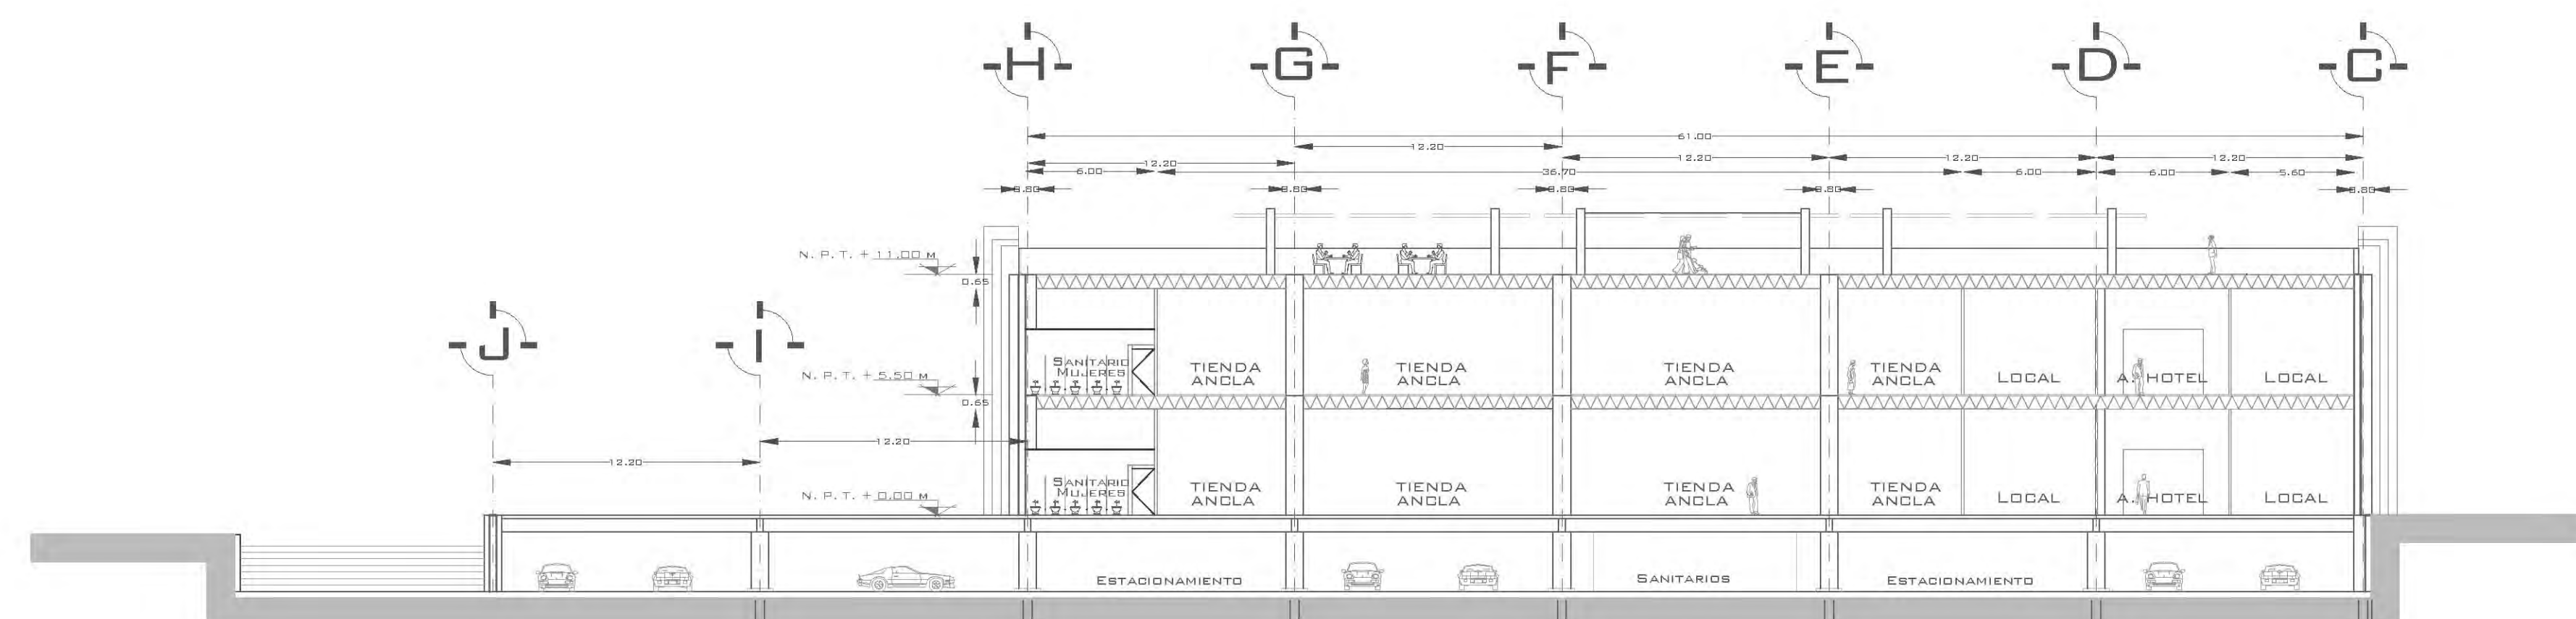 H G F E D C
61.00
12.20
12.20 12.20 12.20 12.20
6.00 36.70 6.00 6.00 5.60
0.80 0.80 0.80 0.80 0.80
N. P. T. + 11.00 M
0.65
J I
N. P. T. + 5.50 M
0.65
SANITARIO
MUJERES
TIENDA
ANCLA
TIENDA
ANCLA
TIENDA
ANCLA
TIENDA
ANCLA
LOCAL
A. HOTEL
LOCAL
12.20
12.20
N. P. T. + 0.00 M
SANITARIO
MUJERES
TIENDA
ANCLA
TIENDA
ANCLA
TIENDA
ANCLA
TIENDA
ANCLA
LOCAL
A. HOTEL
LOCAL
ESTACIONAMIENTO
SANITARIOS
ESTACIONAMIENTO